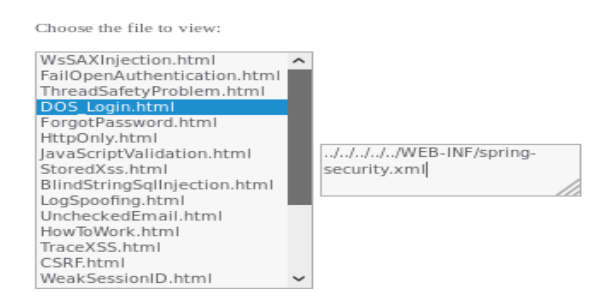 Choose the file to view:
WsSAXInjection.html
FailOpenAuthentication.html
ThreadSafetyProblem.html
DOS_Login.html
ForgotPassword.html
HttpOnly.html
JavaScriptValidation.html
StoredXss.html
BlindStringSqlInjection.html
LogSpoofing.html
UncheckedEmail.html
HowToWork.html
TraceXSS.html
CSRF.html
WeakSessionID.html
../../../../../WEB-INF/spring-
security.xml